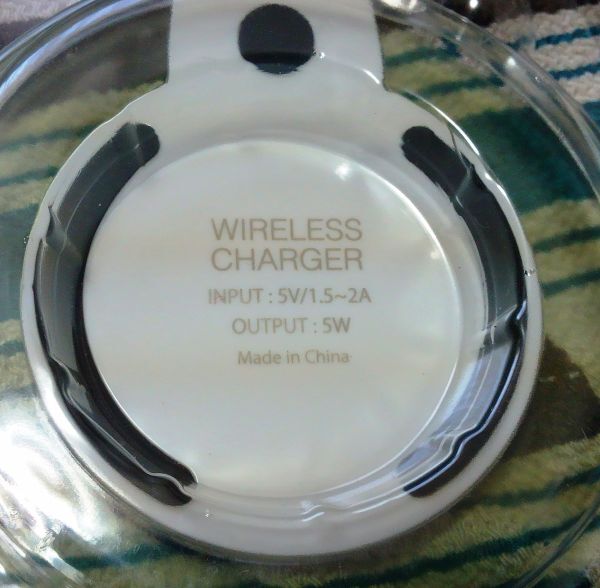 WIRELESS
CHARGER
INPUT : 5V/1.5~2A
OUTPUT : 5W
Made in China